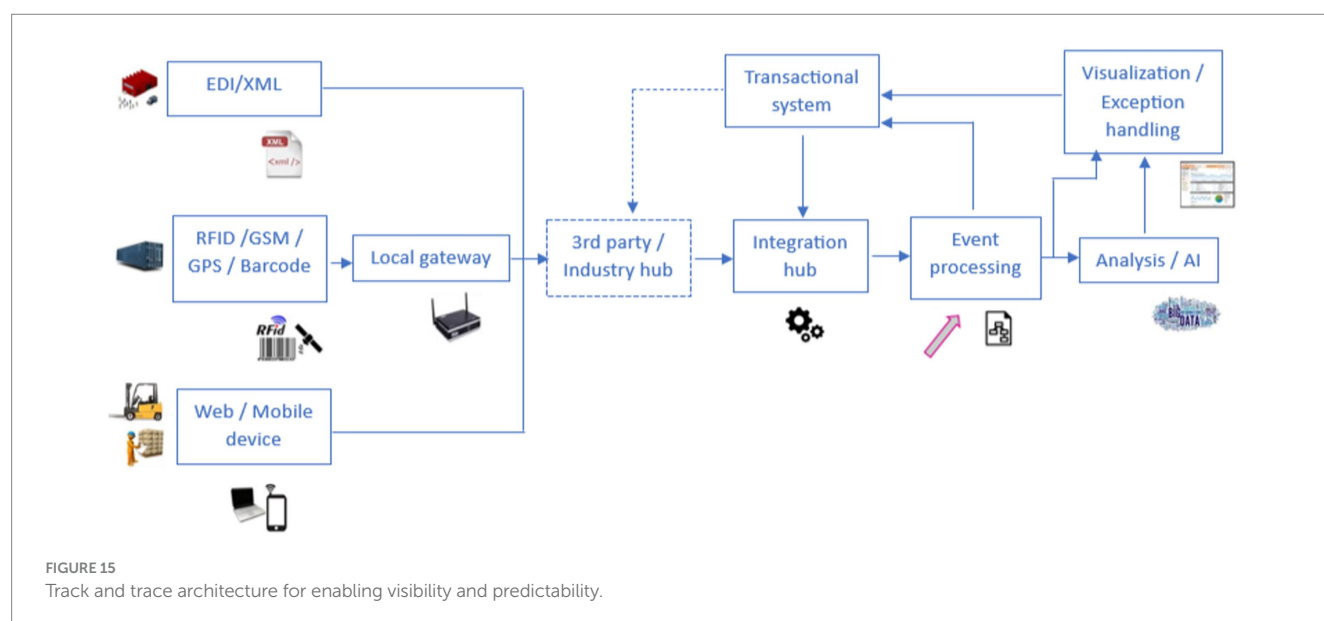 EDI/XML
XML
<xml />
RFID /GSM /
GPS / Barcode
RFid
Local gateway
Web / Mobile
device
3rd party /
Industry hub
Transactional
system
Integration
hub
Event
processing
Visualization /
Exception
handling
Analysis / AI
BIG
DATA
FIGURE 15
Track and trace architecture for enabling visibility and predictability.